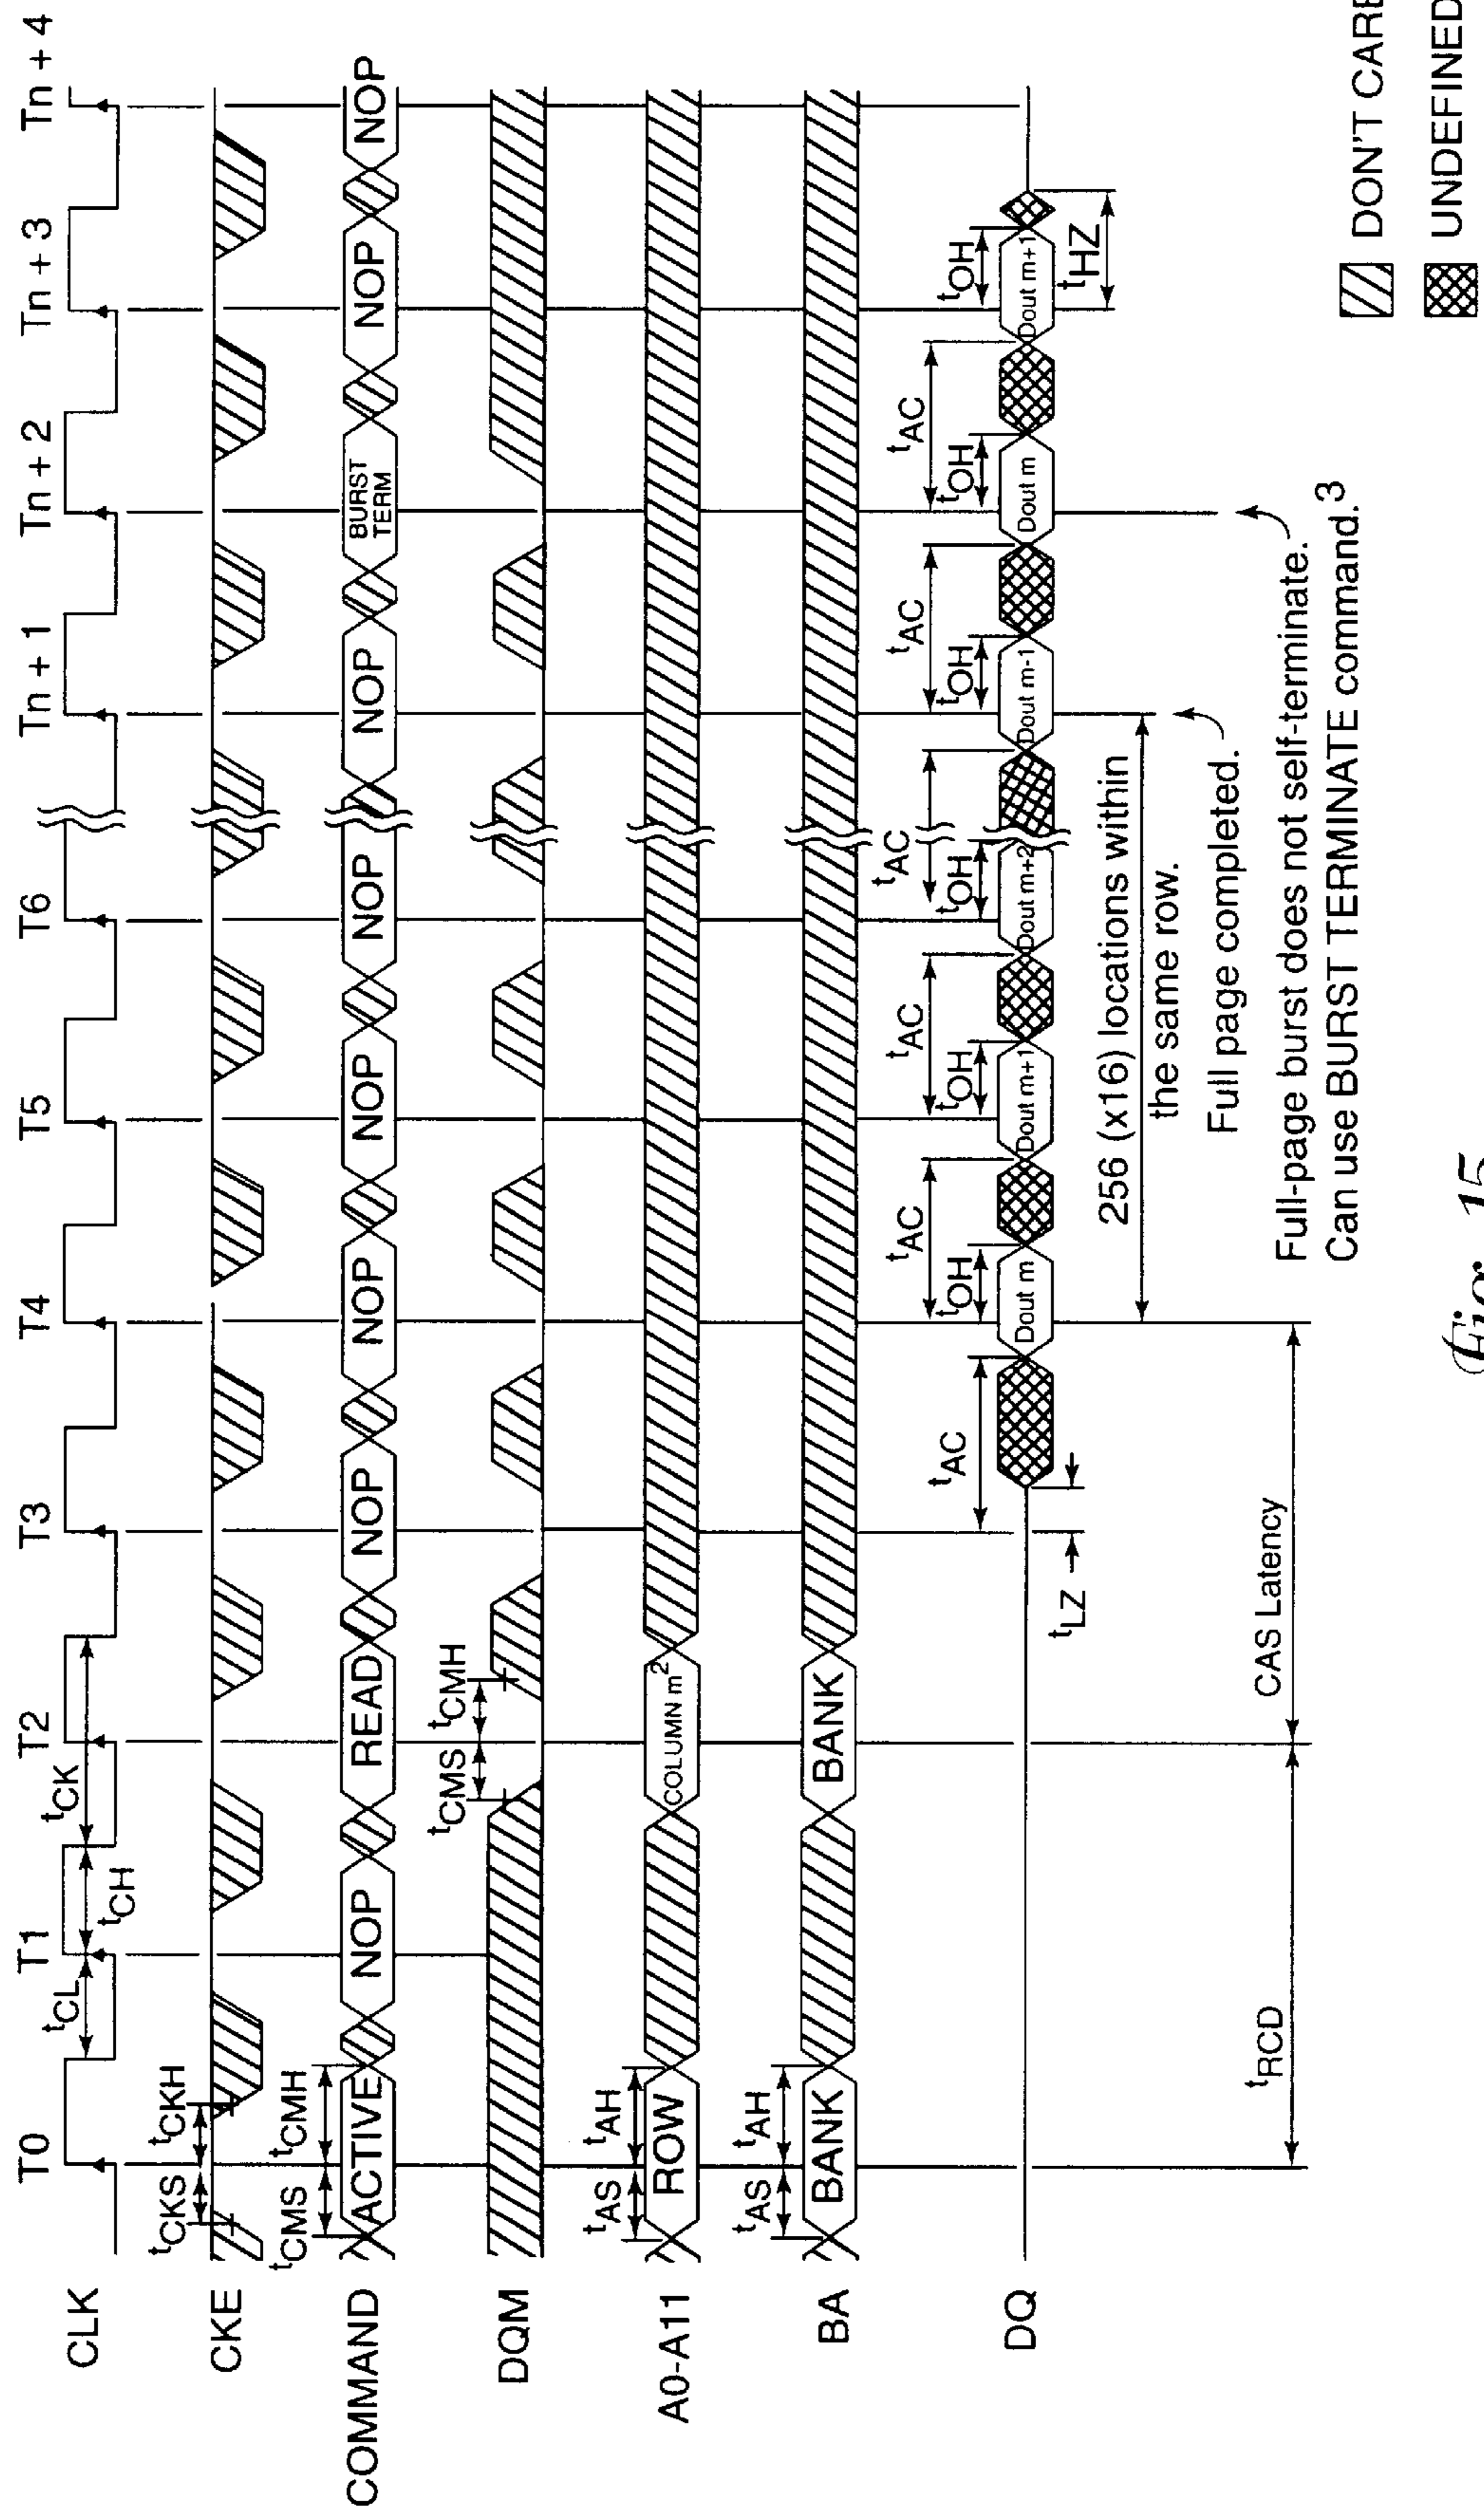 T0 T1 T2 T3 T4 T5 T6 Tn + 1 Tn + 2 Tn + 3 Tn + 4
CLK
tCL tCK
tCH
tCKS tCKH
CKE
tCMS tCMH
COMMAND ACTIVE NOP READ NOP NOP NOP NOP NOP BURST TERM NOP NOP
tCMS tCMH
DQM
tAS tAH
A0-A11 ROW COLUMN m2
tAS tAH
BA BANK BANK
tAC tAC tAC tAC tAC
tAC tOH tOH tOH tOH tOH tOH
DQ Dout m Dout m+1 Dout m+2 Dout m-1 Dout m Dout m+1
tLZ tHZ
256 (x16) locations within
the same row.
Full page completed.
tRCD CAS Latency
Full-page burst does not self-terminate.
Can use BURST TERMINATE command. 3
DON'T CARE
UNDEFINED
Fig. 15